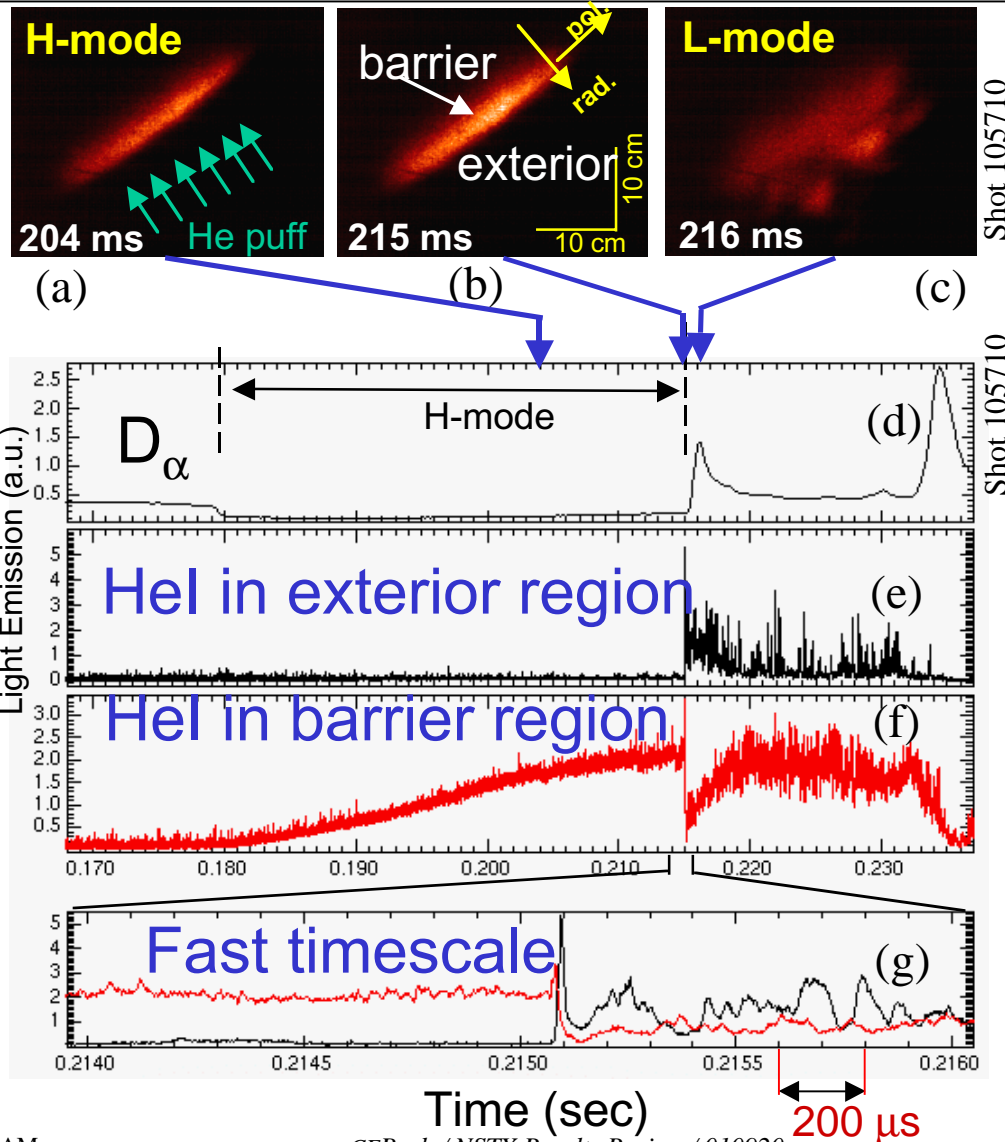 H-mode
He puff
204 ms
(a)
barrier
pol.
rad.
exterior
10 cm
10 cm
215 ms
(b)
L-mode
216 ms
(c)
Shot 105710
Shot 105710
Light Emission (a.u.)
2.5
2.0
1.5
1.0
0.5
Dα
H-mode
(d)
5
4
3
2
1
0
HeI in exterior region
(e)
3.0
2.5
2.0
1.5
1.0
0.5
HeI in barrier region
(f)
0.170 0.180 0.190 0.200 0.210 0.220 0.230
5
4
3
2
1
Fast timescale
(g)
0.2140 0.2145 0.2150 0.2155 0.2160
Time (sec)
200 µs